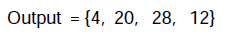 Output = {4, 20, 28, 12}